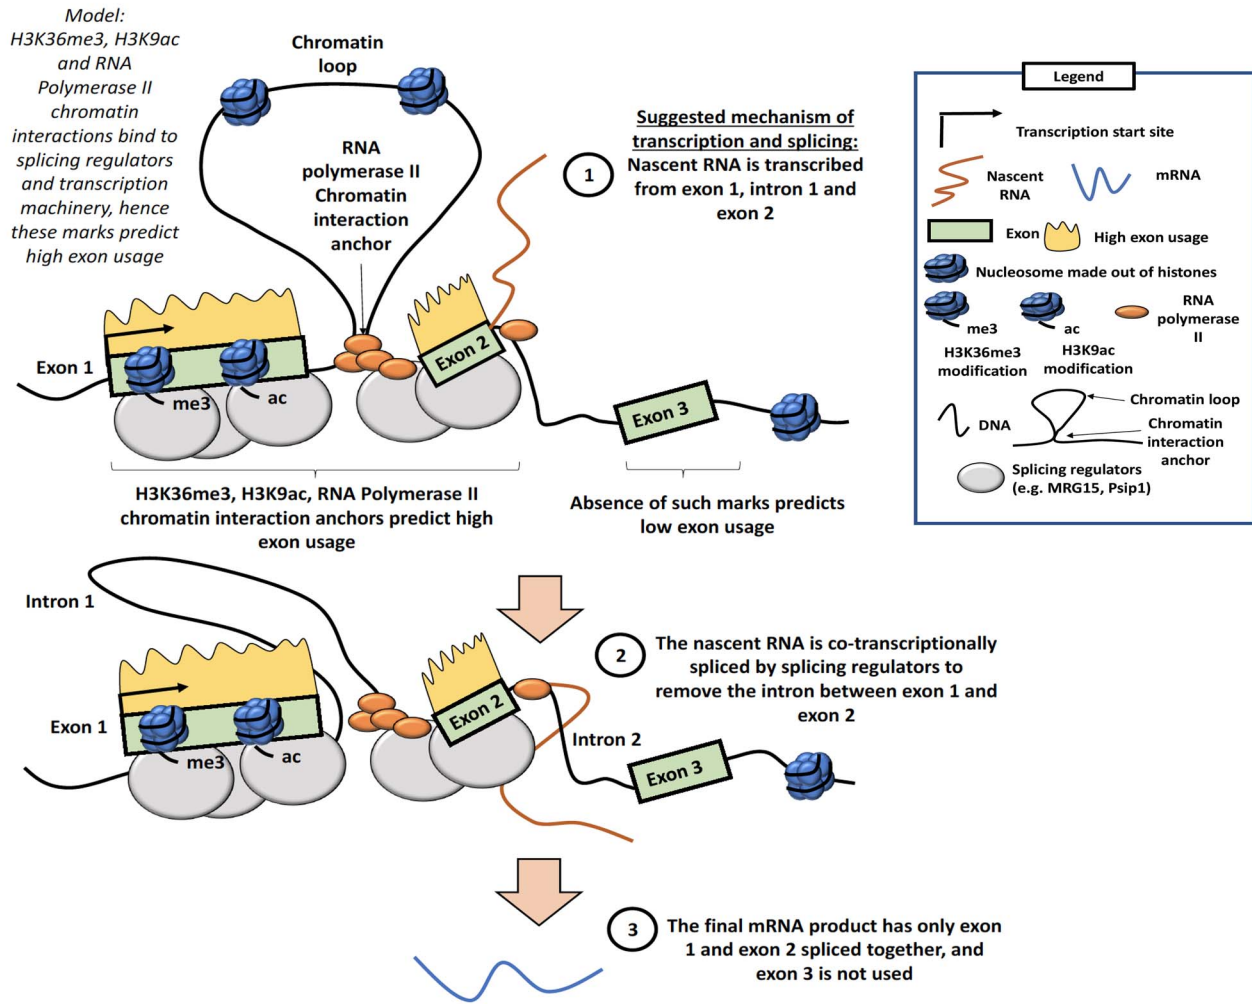 Model:
H3K36me3, H3K9ac
and RNA
Polymerase II
chromatin
interactions bind to
splicing regulators
and transcription
machinery, hence
these marks predict
high exon usage
Chromatin
loop
RNA
polymerase II
Chromatin
interaction
anchor
1
Suggested mechanism of
transcription and splicing:
Nascent RNA is transcribed
from exon 1, intron 1 and
exon 2
Exon 1
me3
ac
Exon 2
Exon 3
H3K36me3, H3K9ac, RNA Polymerase II
chromatin interaction anchors predict high
exon usage
Absence of such marks predicts
low exon usage
Legend
Transcription start site
Nascent
RNA
mRNA
Exon
High exon usage
Nucleosome made out of histones
me3
H3K36me3
modification
ac
H3K9ac
modification
RNA
polymerase
II
DNA
Chromatin loop
Chromatin
interaction
anchor
Splicing regulators
(e.g. MRG15, Psip1)
Intron 1
Exon 1
me3
ac
Exon 2
Intron 2
Exon 3
2
The nascent RNA is co-transcriptionally
spliced by splicing regulators to
remove the intron between exon 1 and
exon 2
3
The final mRNA product has only exon
1 and exon 2 spliced together, and
exon 3 is not used